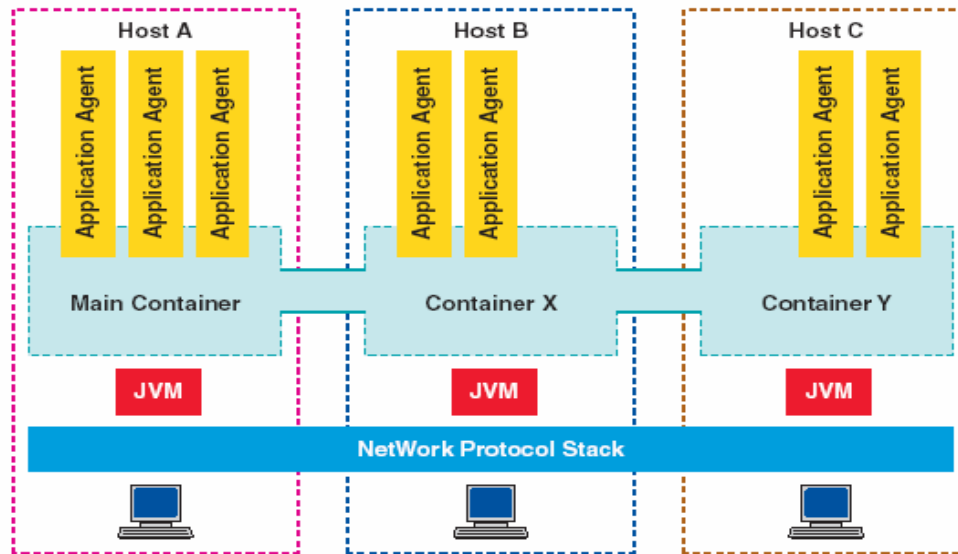 Host A
Host B
Host C
Application Agent
Application Agent
Application Agent
Application Agent
Application Agent
Application Agent
Application Agent
Main Container
Container X
Container Y
JVM
JVM
JVM
NetWork Protocol Stack